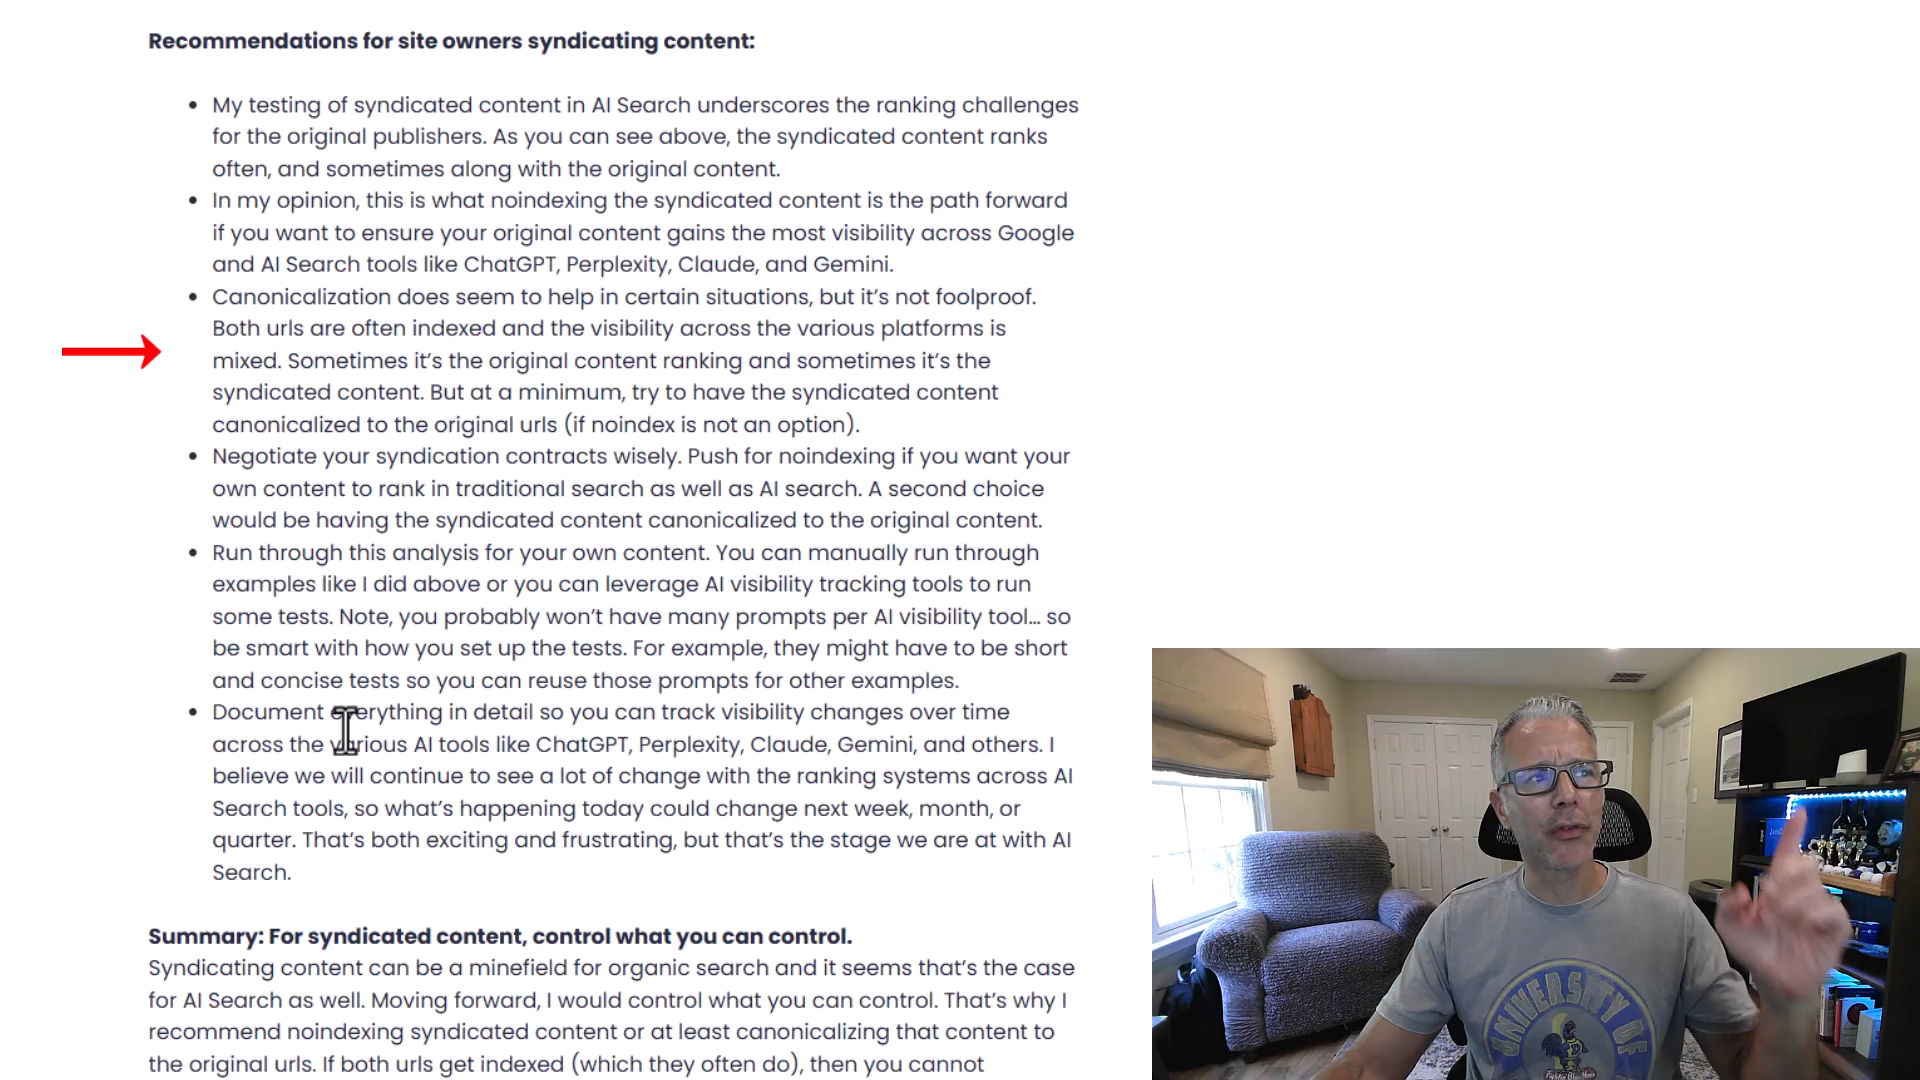 Recommendations for site owners syndicating content:
My testing of syndicated content in AI Search underscores the ranking challenges
for the original publishers. As you can see above, the syndicated content ranks
often, and sometimes along with the original content.
In my opinion, this is what noindexing the syndicated content is the path forward
if you want to ensure your original content gains the most visibility across Google
and AI Search tools like ChatGPT, Perplexity, Claude, and Gemini.
Canonicalization does seem to help in certain situations, but it's not foolproof.
Both urls are often indexed and the visibility across the various platforms is
mixed. Sometimes it's the original content ranking and sometimes it's the
syndicated content. But at a minimum, try to have the syndicated content
canonicalized to the original urls (if noindex is not an option).
Negotiate your syndication contracts wisely. Push for noindexing if you want your
own content to rank in traditional search as well as AI search. A second choice
would be having the syndicated content canonicalized to the original content.
Run through this analysis for your own content. You can manually run through
examples like I did above or you can leverage AI visibility tracking tools to run
some tests. Note, you probably won't have many prompts per AI visibility tool... so
be smart with how you set up the tests. For example, they might have to be short
and concise tests so you can reuse those prompts for other examples.
Document everything in detail so you can track visibility changes over time
across the various AI tools like ChatGPT, Perplexity, Claude, Gemini, and others. I
believe we will continue to see a lot of change with the ranking systems across AI
Search tools, so what's happening today could change next week, month, or
quarter. That's both exciting and frustrating, but that's the stage we are at with AI
Search.
Summary: For syndicated content, control what you can control.
Syndicating content can be a minefield for organic search and it seems that's the case
for AI Search as well. Moving forward, I would control what you can control. That's why I
recommend noindexing syndicated content or at least canonicalizing that content to
the original urls. If both urls get indexed (which they often do), then you cannot
UNIVERSITY OF